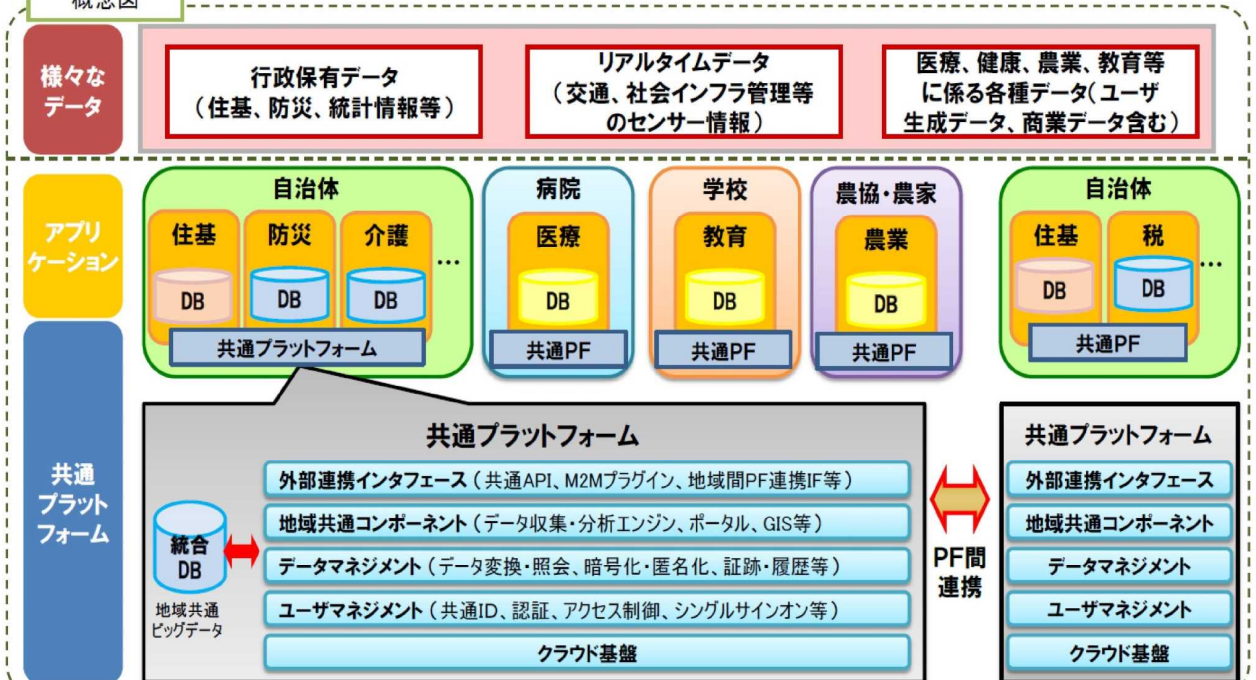 概念図
様々な
データ
行政保有データ
（住基、防災、統計情報等）
リアルタイムデータ
（交通、社会インフラ管理等
のセンサー情報）
医療、健康、農業、教育等
に係る各種データ（ユーザ
生成データ、商業データ含む）
アプリ
ケーション
自治体
住基
防災
介護
…
DB
DB
DB
共通プラットフォーム
病院
医療
DB
共通PF
学校
教育
DB
共通PF
農協・農家
農業
DB
共通PF
自治体
住基
税
…
DB
DB
共通PF
共通
プラット
フォーム
共通プラットフォーム
統合
DB
地域共通
ビッグデータ
外部連携インタフェース（共通API、M2Mプラグイン、地域間PF連携IF等）
地域共通コンポーネント（データ収集・分析エンジン、ポータル、GIS等）
データマネジメント（データ変換・照会、暗号化・匿名化、証跡・履歴等）
ユーザマネジメント（共通ID、認証、アクセス制御、シングルサインオン等）
クラウド基盤
PF間
連携
共通プラットフォーム
外部連携インタフェース
地域共通コンポーネント
データマネジメント
ユーザマネジメント
クラウド基盤